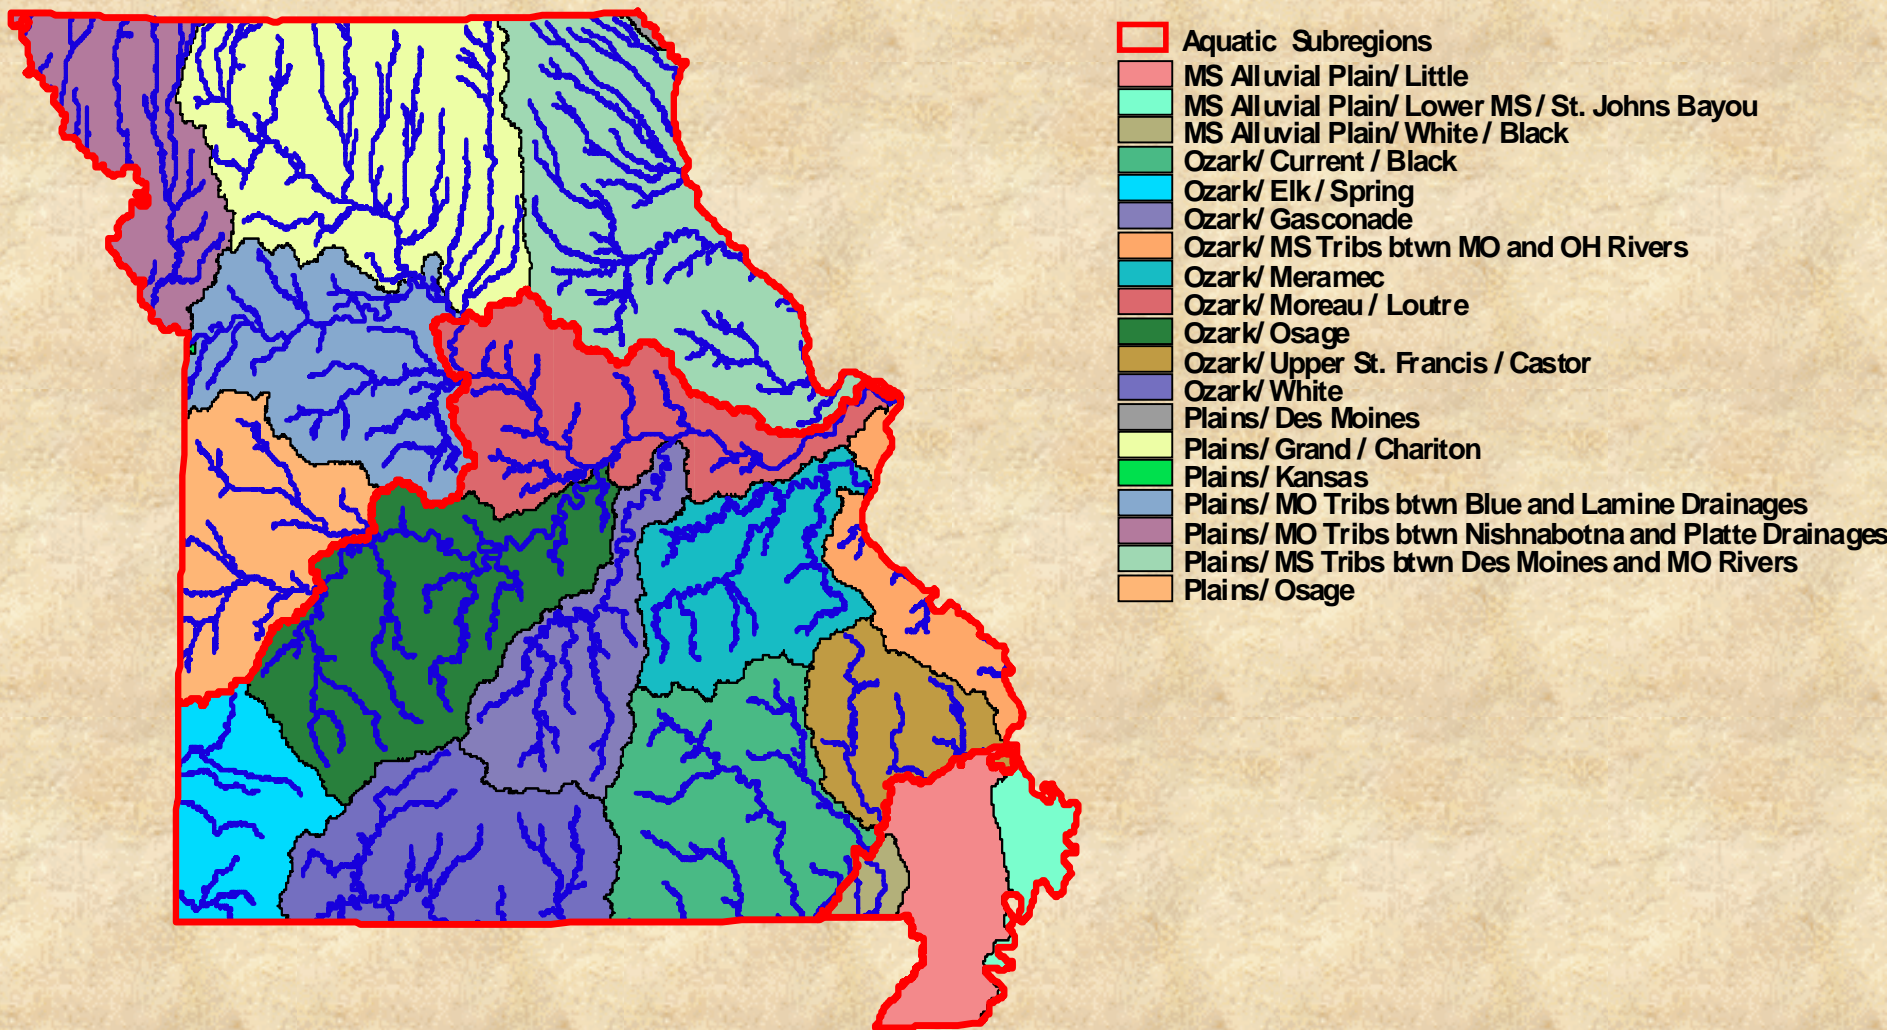 Aquatic Subregions
MS Alluvial Plain/ Little
MS Alluvial Plain/ Lower MS / St. Johns Bayou
MS Alluvial Plain/ White / Black
Ozark/ Current / Black
Ozark/ Elk / Spring
Ozark/ Gasconade
Ozark/ MS Tribs btwn MO and OH Rivers
Ozark/ Meramec
Ozark/ Moreau / Loutre
Ozark/ Osage
Ozark/ Upper St. Francis / Castor
Ozark/ White
Plains/ Des Moines
Plains/ Grand / Chariton
Plains/ Kansas
Plains/ MO Tribs btwn Blue and Lamine Drainages
Plains/ MO Tribs btwn Nishnabotna and Platte Drainages
Plains/ MS Tribs btwn Des Moines and MO Rivers
Plains/ Osage